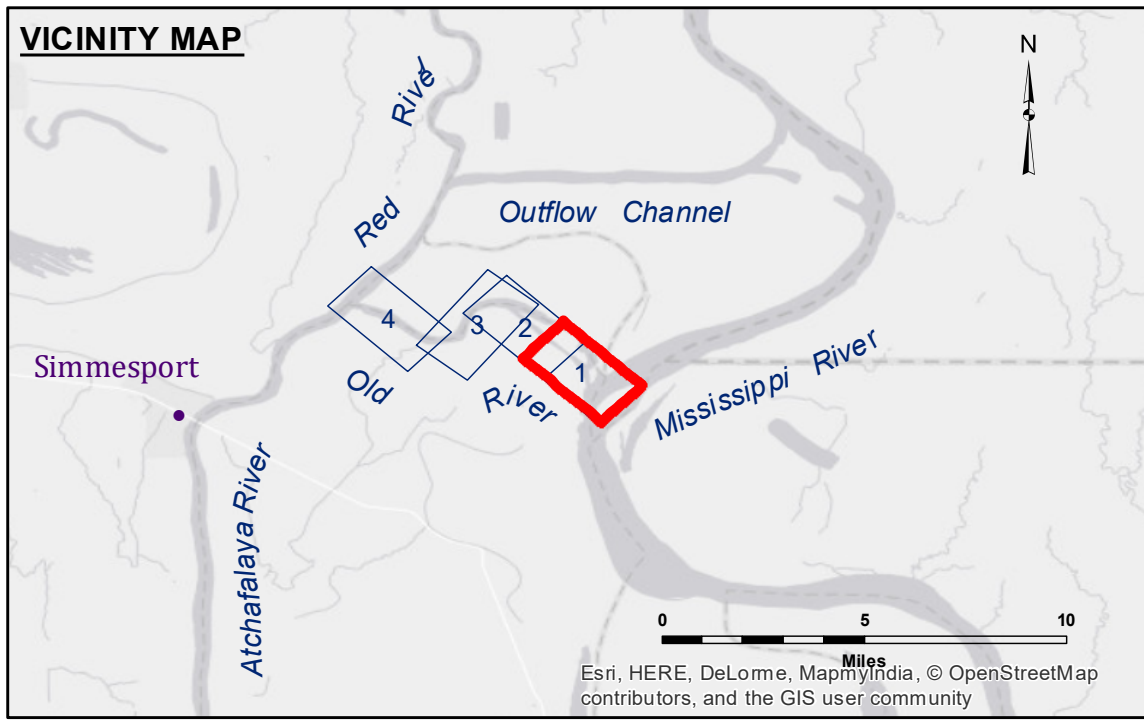 VICINITY MAP
N
River
Red
Outflow Channel
4
3
2
1
Simmesport
Old
River
Mississippi River
Atchafalaya River
0 5 10
Miles
Esri, HERE, DeLorme, MapmyIndia, © OpenStreetMap
contributors, and the GIS user community